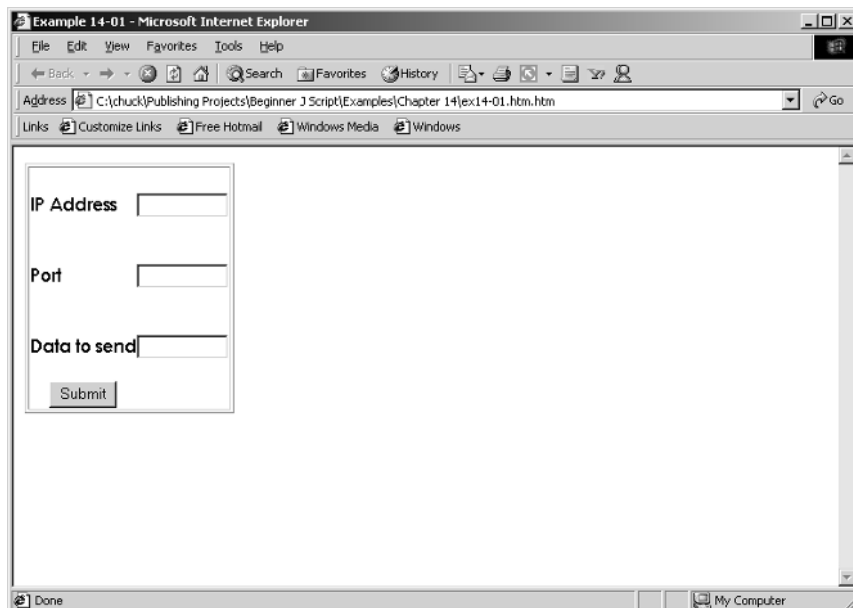 Example 14-01 - Microsoft Internet Explorer
File Edit View Favorites Tools Help
Back Search Favorites History
Address C:\chuck\Publishing Projects\Beginner J Script\Examples\Chapter 14\ex14-01.htm.htm Go
Links Customize Links Free Hotmail Windows Media Windows
IP Address
Port
Data to send
Submit
Done My Computer